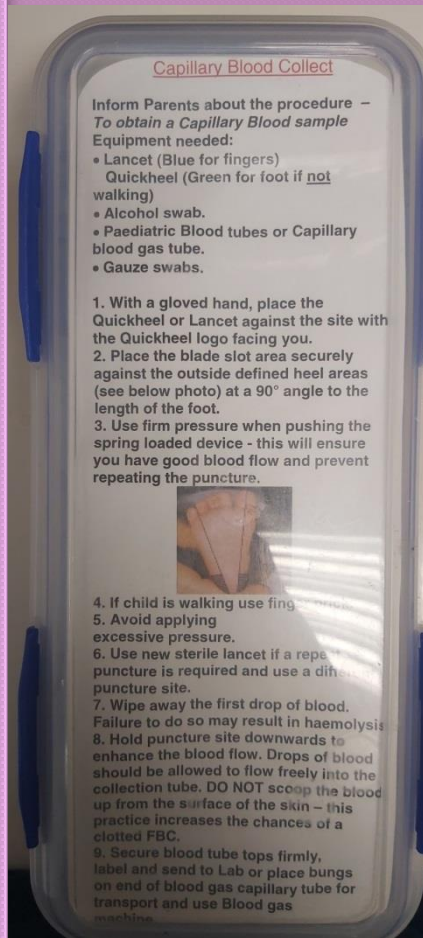 Capillary Blood Collect
Inform Parents about the procedure –
To obtain a Capillary Blood sample
Equipment needed:
• Lancet (Blue for fingers)
Quickheel (Green for foot if not
walking)
• Alcohol swab.
• Paediatric Blood tubes or Capillary
blood gas tube.
• Gauze swabs.
1. With a gloved hand, place the
Quickheel or Lancet against the site with
the Quickheel logo facing you.
2. Place the blade slot area securely
against the outside defined heel areas
(see below photo) at a 90° angle to the
length of the foot.
3. Use firm pressure when pushing the
spring loaded device - this will ensure
you have good blood flow and prevent
repeating the puncture.
4. If child is walking use
5. Avoid applying
excessive pressure.
6. Use new sterile lancet if a
puncture is required and use a
puncture site.
7. Wipe away the first drop of blood.
Failure to do so may result in haemolysis
8. Hold puncture site downwards to
enhance the blood flow. Drops of blood
should be allowed to flow freely into the
collection tube. DO NOT scoop the blood
up from the surface of the skin – this
practice increases the chances of a
clotted FBC.
9. Secure blood tube tops firmly,
label and send to Lab or place bungs
on end of blood gas capillary tube for
transport and use Blood gas
machine